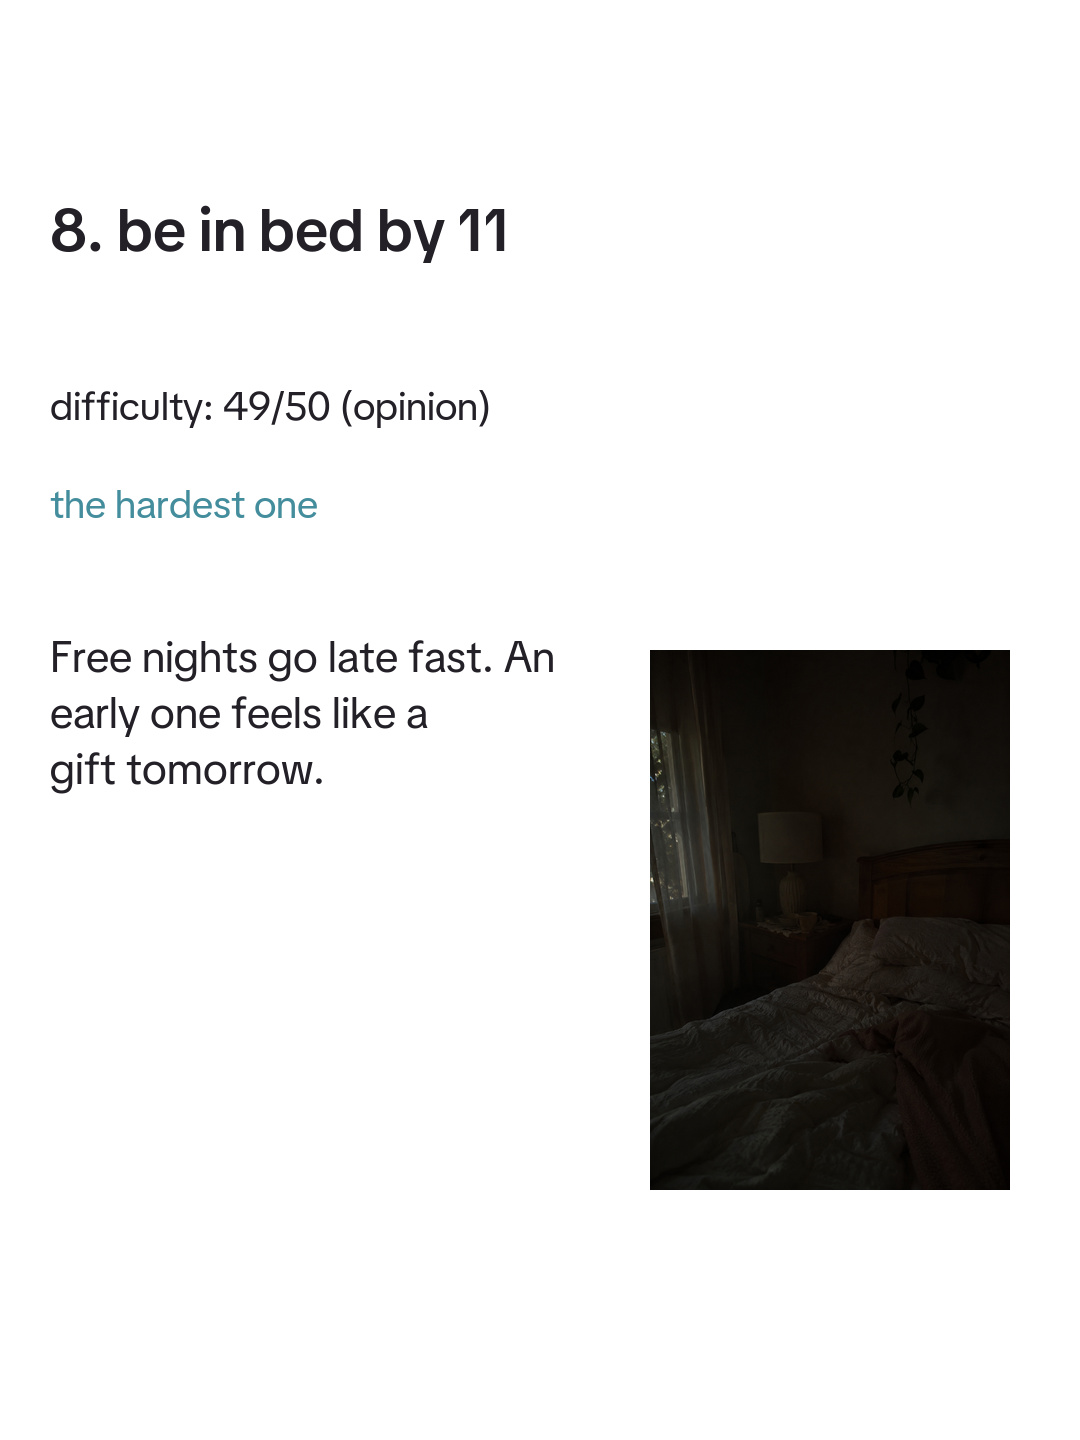 8. be in bed by 11
difficulty: 49/50 (opinion)
the hardest one
Free nights go late fast. An
early one feels like a
gift tomorrow.